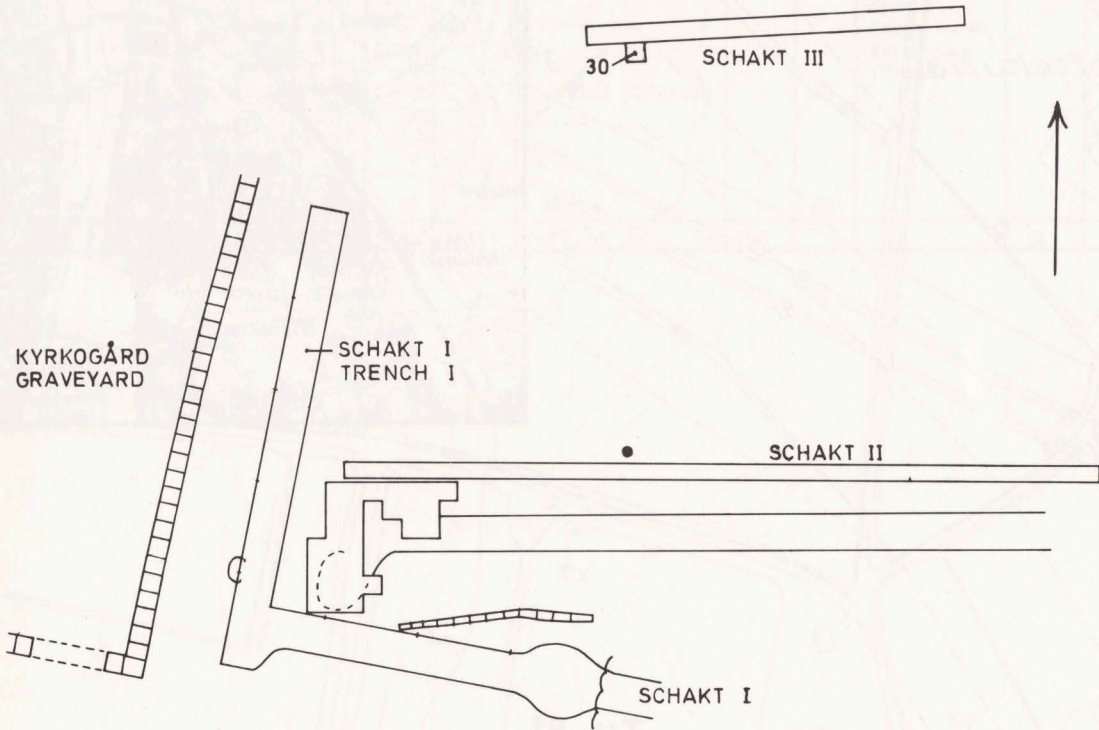 30
SCHAKT III
KYRKOGÅRD
GRAVEYARD
SCHAKT I
TRENCH I
SCHAKT II
SCHAKT I